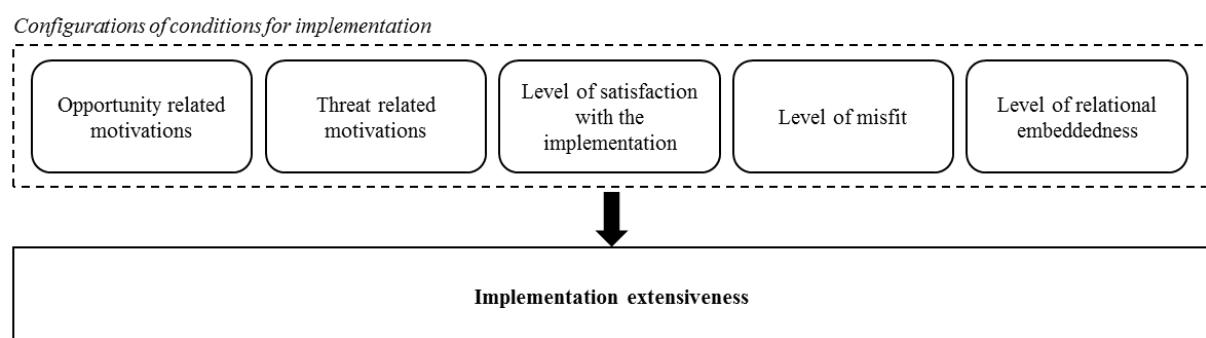 Configurations of conditions for implementation
Opportunity related
motivations
Threat related
motivations
Level of satisfaction
with the
implementation
Level of misfit
Level of relational
embeddedness
Implementation extensiveness